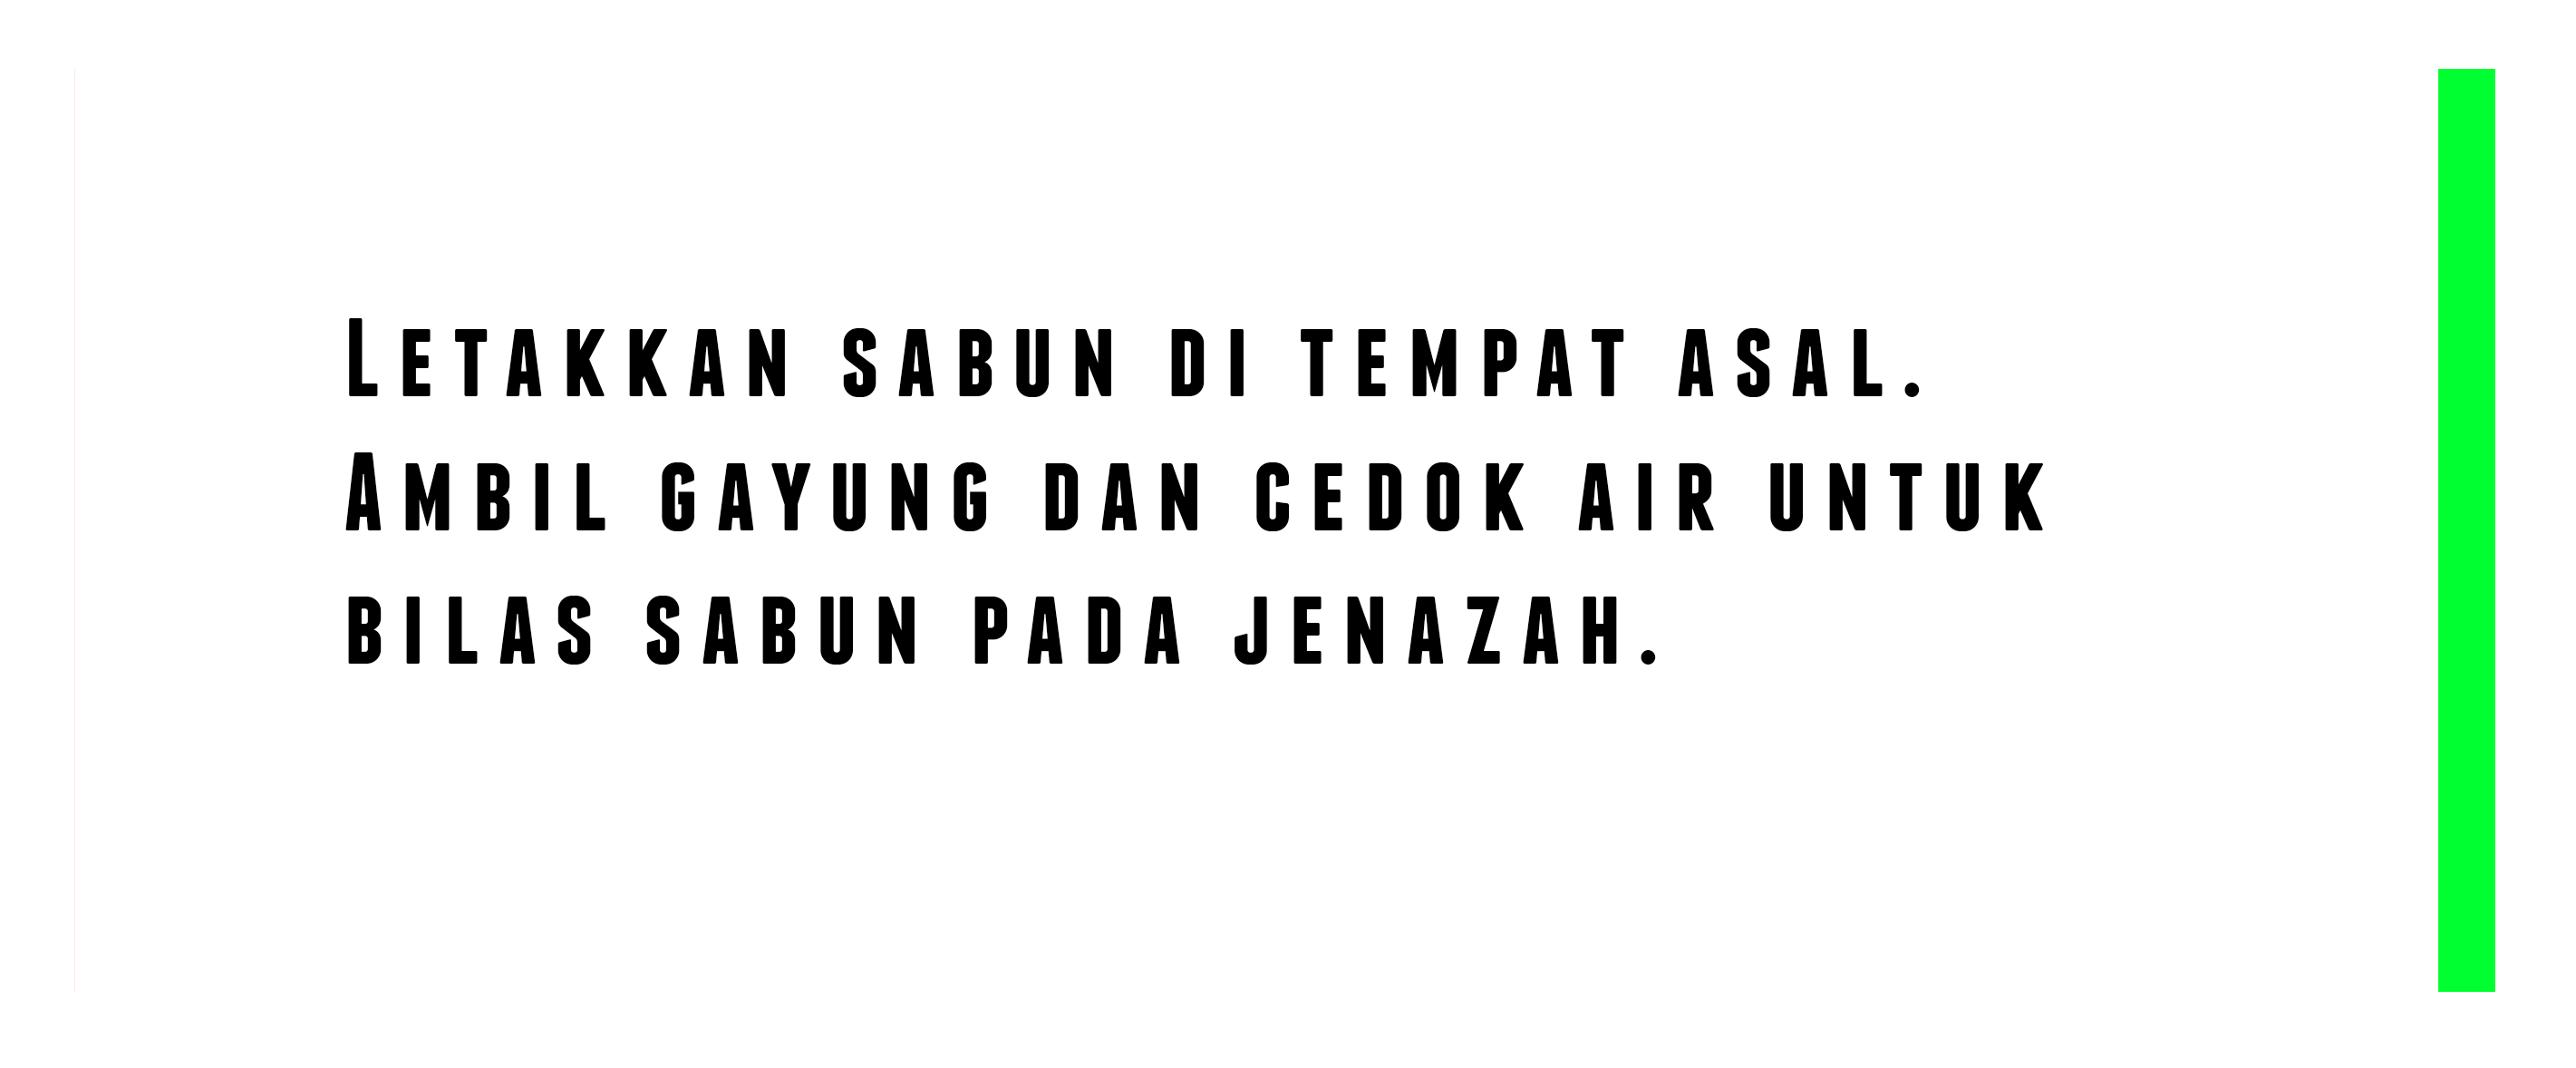 Letakkan sabun di tempat asal.
Ambil gayung dan cedok air untuk
bilas sabun pada jenazah.